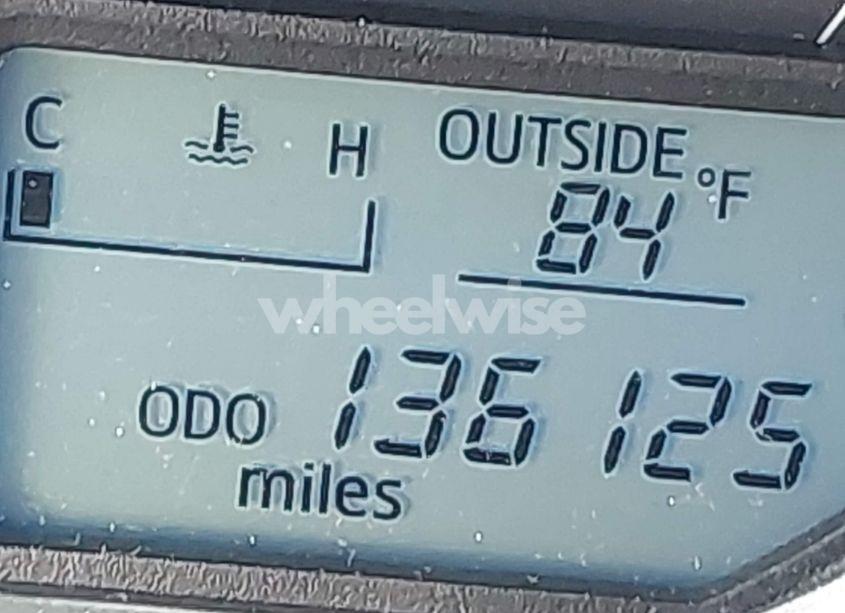 C H OUTSIDE
84 °F
wheelwise
ODO 136125
miles